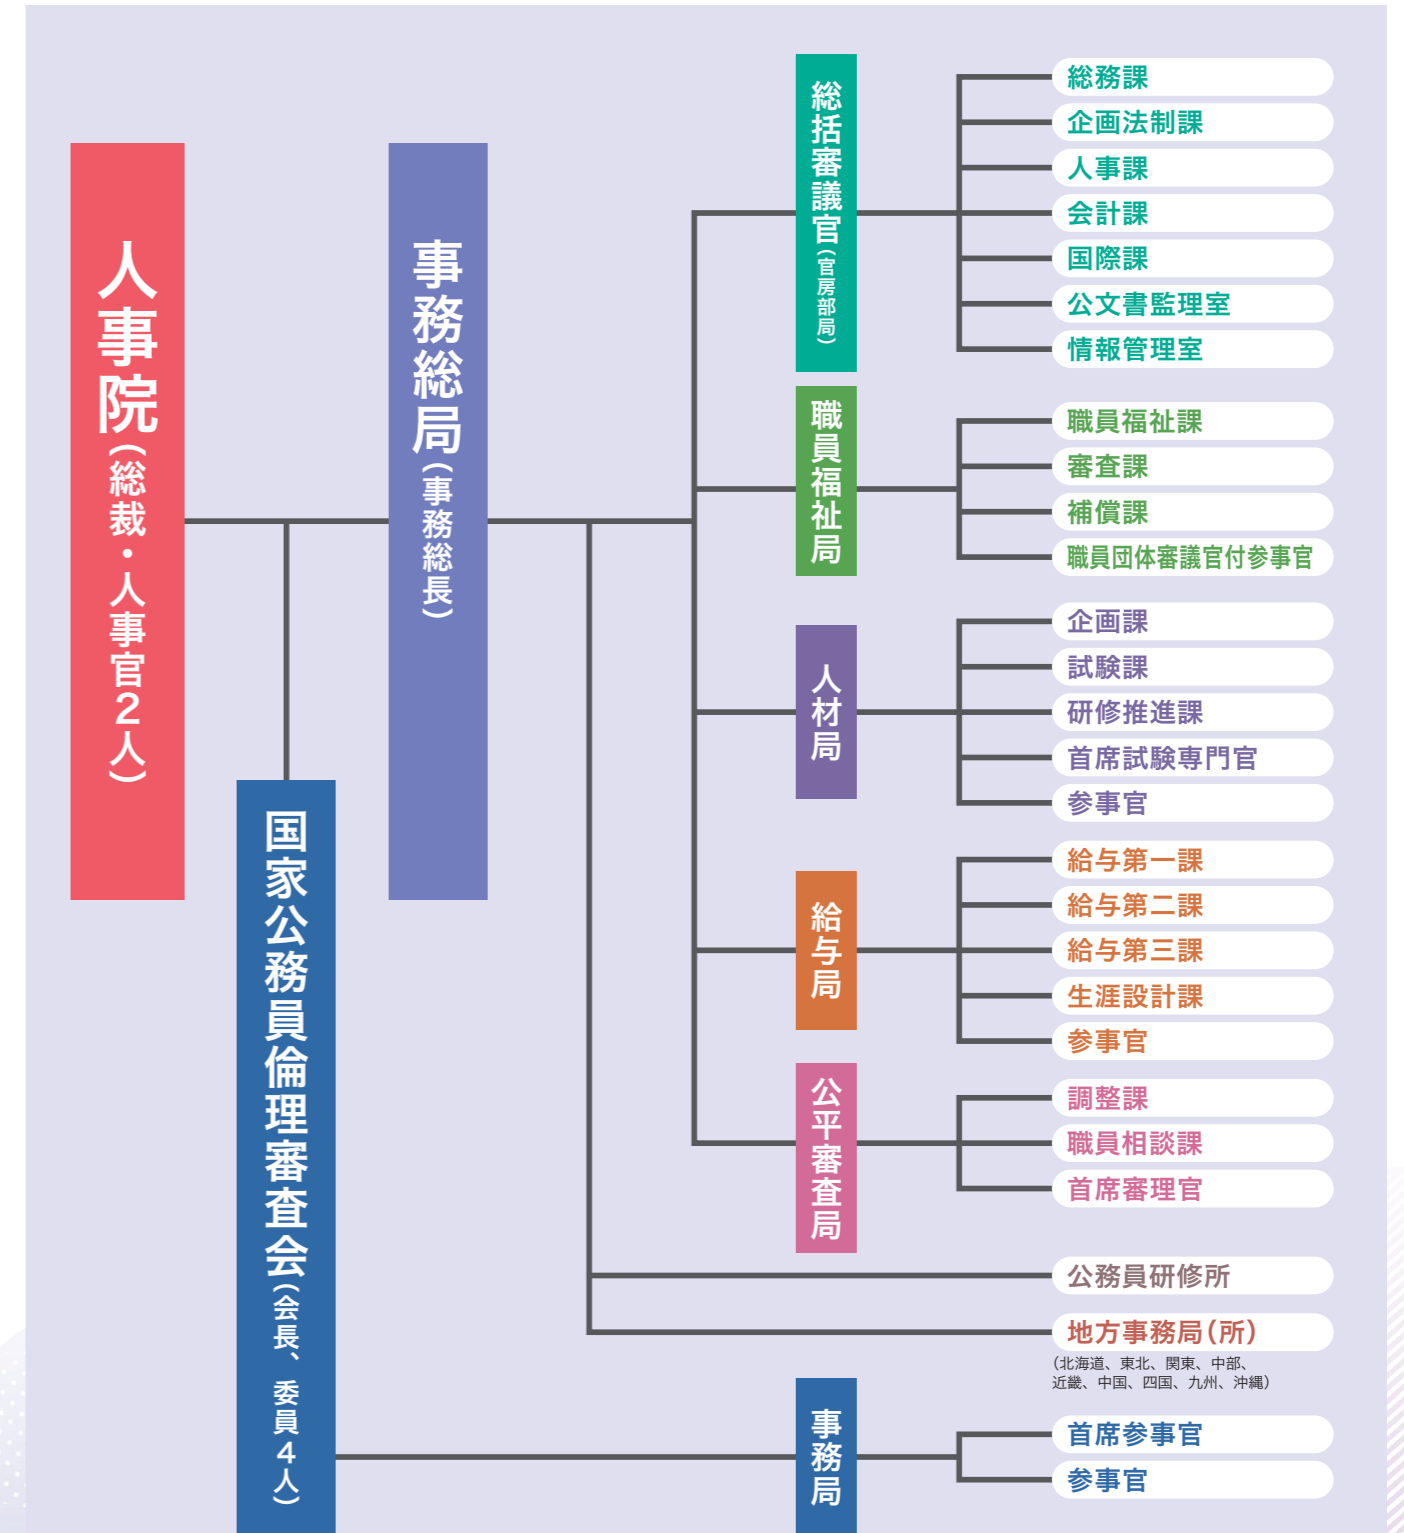 人事院(総裁・人事官2人)
事務総局(事務総長)
総括審議官(官房部局)
総務課
企画法制課
人事課
会計課
国際課
公文書監理室
情報管理室
職員福祉局
職員福祉課
審査課
補償課
職員団体審議官付参事官
人材局
企画課
試験課
研修推進課
首席試験専門官
参事官
給与局
給与第一課
給与第二課
給与第三課
生涯設計課
参事官
公平審査局
調整課
職員相談課
首席審理官
公務員研修所
地方事務局(所)
(北海道、東北、関東、中部、
近畿、中国、四国、九州、沖縄)
国家公務員倫理審査会(会長、委員4人)
事務局
首席参事官
参事官